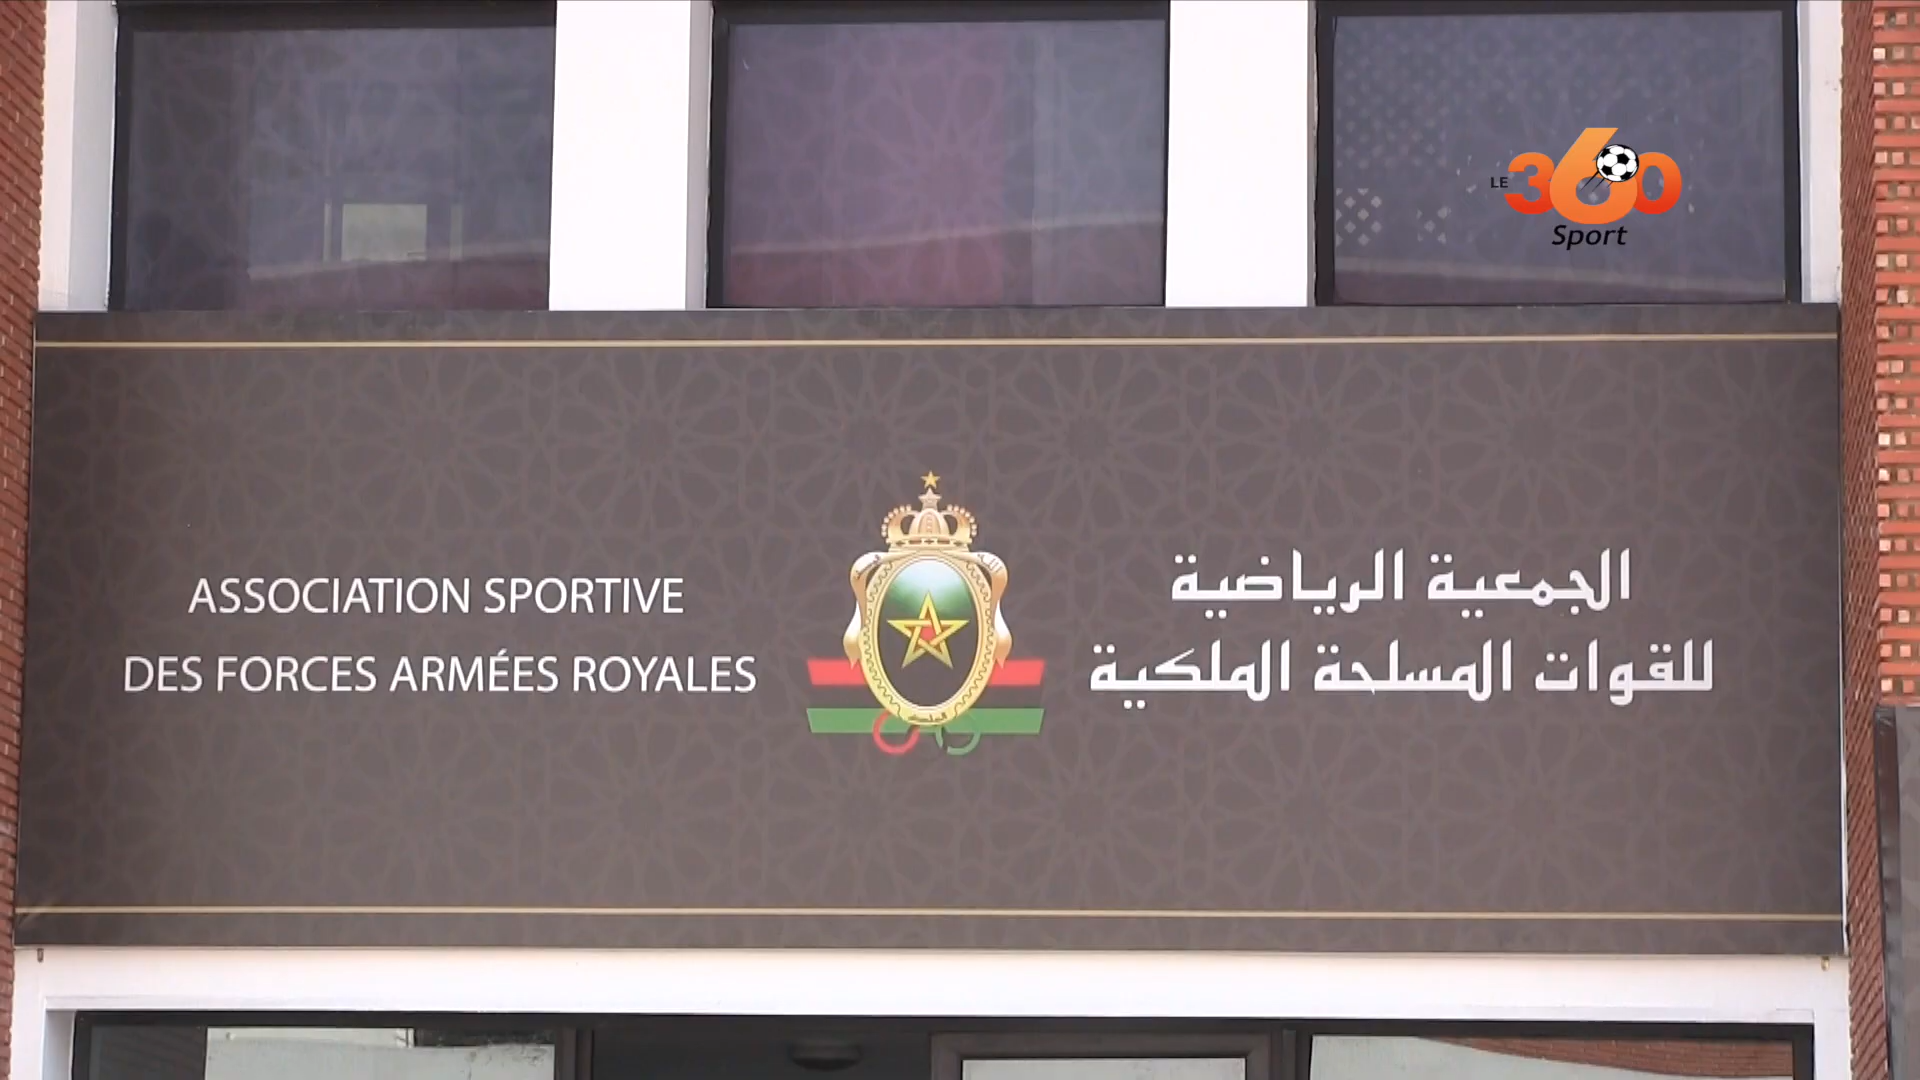 LE 360
Sport
ASSOCIATION SPORTIVE
DES FORCES ARMÉES ROYALES
الجمعية الرياضية
للقوات المسلحة الملكية